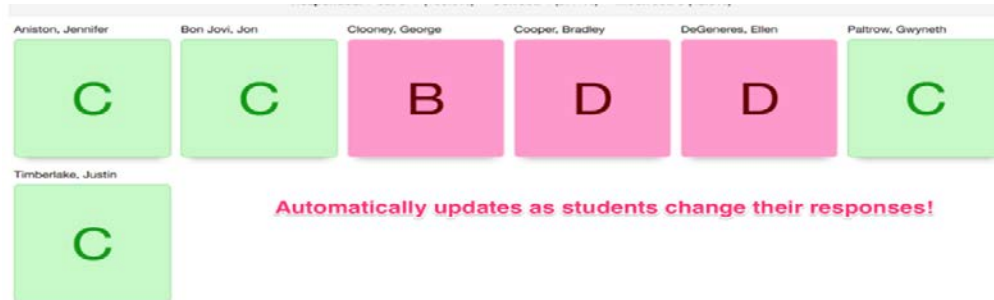 Aniston, Jennifer Bon Jovi, Jon Clooney, George Cooper, Bradley DeGeneres, Ellen Paltrow, Gwyneth
C C B D D C
Timberlake, Justin
Automatically updates as students change their responses!
C